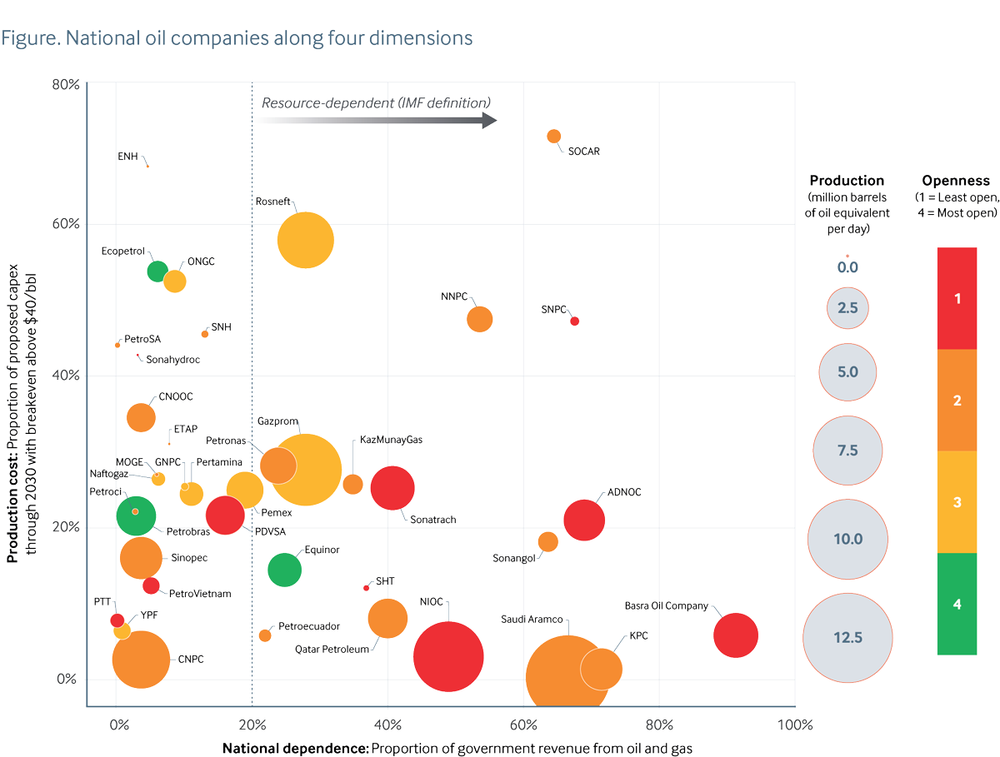 Figure. National oil companies along four dimensions
80%
Resource-dependent (IMF definition)
SOCAR
ENH
Production
(million barrels
of oil equivalent
per day)
Openness
(1 = Least open,
4 = Most open)
Rosneft
60%
Ecopetrol
ONGC
0.0
2.5
5.0
7.5
10.0
12.5
1
2
3
4
NNPC
SNPC
SNH
PetroSA
Sonahydroc
40%
CNOOC
ETAP
Gazprom
Petronas
KazMunayGas
MOGE
GNPC
Pertamina
Naftogaz
Petroci
Pemex
Sonatrach
ADNOC
20%
Petrobras
PDVSA
Sinopec
Equinor
Sonangol
PetroVietnam
SHT
PTT
YPF
NIOC
Basra Oil Company
Saudi Aramco
Petroecuador
Qatar Petroleum
KPC
CNPC
0%
Production cost: Proportion of proposed capex
through 2030 with breakeven above $40/bbl
0%
20%
40%
60%
80%
100%
National dependence: Proportion of government revenue from oil and gas